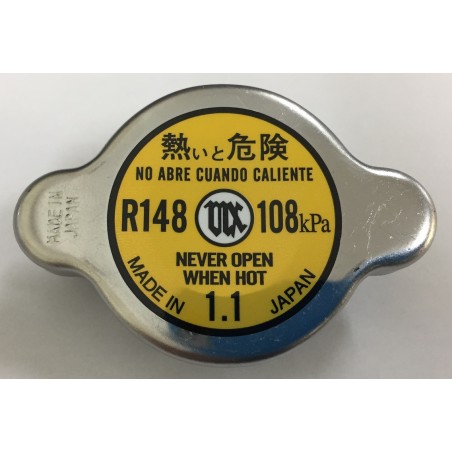 熱いと危険
NO ABRE CUANDO CALIENTE
R148 108kPa
NEVER OPEN
WHEN HOT
MADE IN 1.1 JAPAN
MADE IN
JAPAN